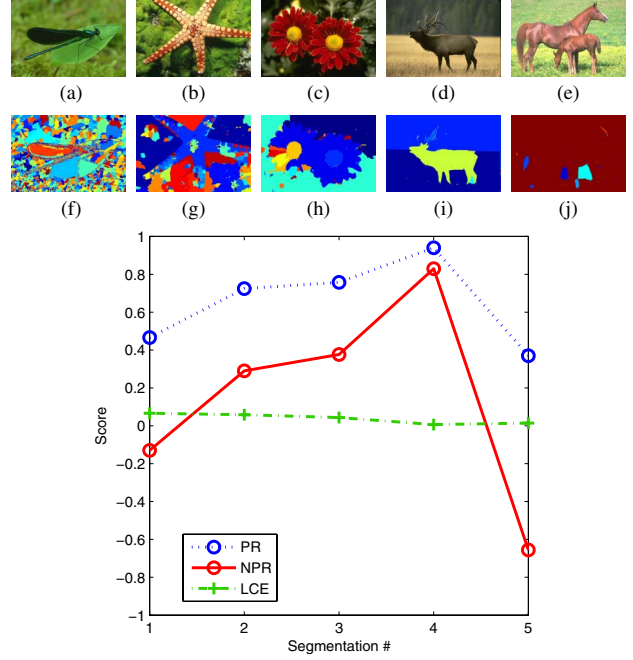 (a) (b) (c) (d) (e)
(f) (g) (h) (i) (j)
1
0.8
0.6
0.4
0.2
0
−0.2
−0.4
−0.6
−0.8
−1
Score
PR
NPR
LCE
1 2 3 4 5
Segmentation #